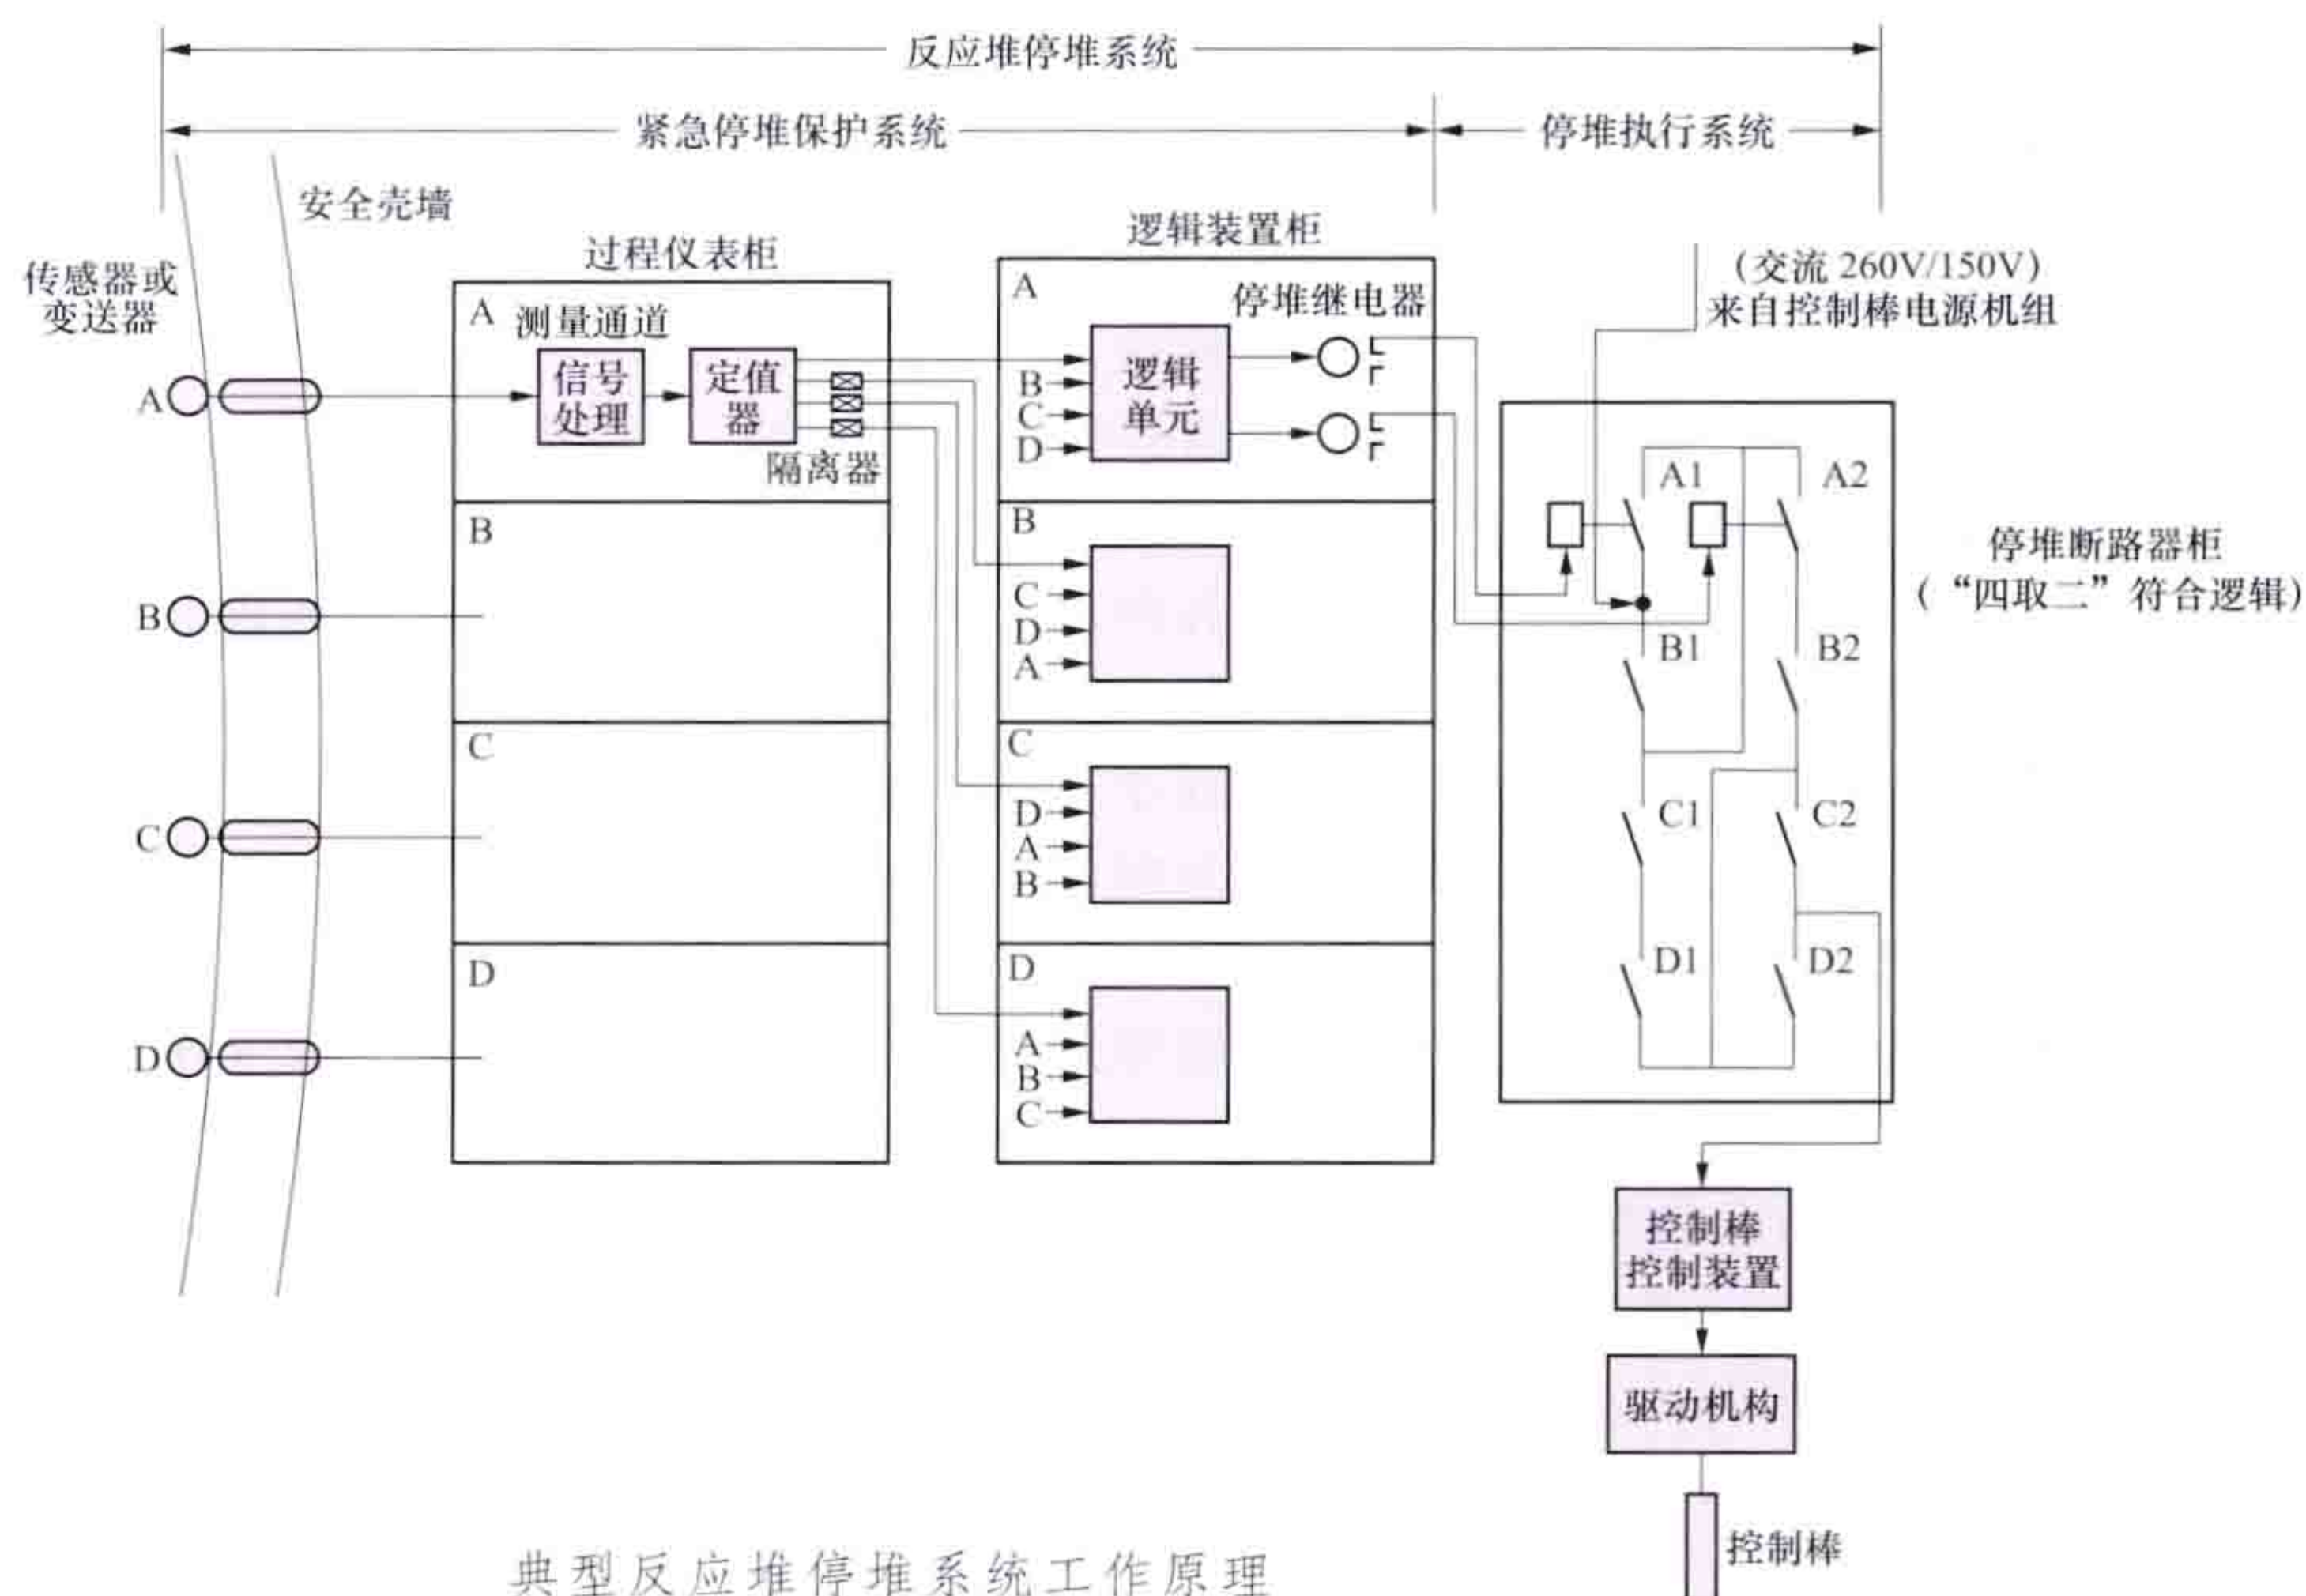 反应堆停堆系统
紧急停堆保护系统
停堆执行系统
安全壳墙
传感器或
变送器
过程仪表柜
逻辑装置柜
(交流 260V/150V)
来自控制棒电源机组
A
测量通道
信号
处理
定值
器
隔离器
A
停堆继电器
逻辑
单元
B
C
D
A
B
B
B
C
D
A
C
C
C
D
A
B
D
D
D
A
B
C
A1
A2
B1
B2
C1
C2
D1
D2
停堆断路器柜
(“四取二”符合逻辑)
控制棒
控制装置
驱动机构
控制棒
典型反应堆停堆系统工作原理